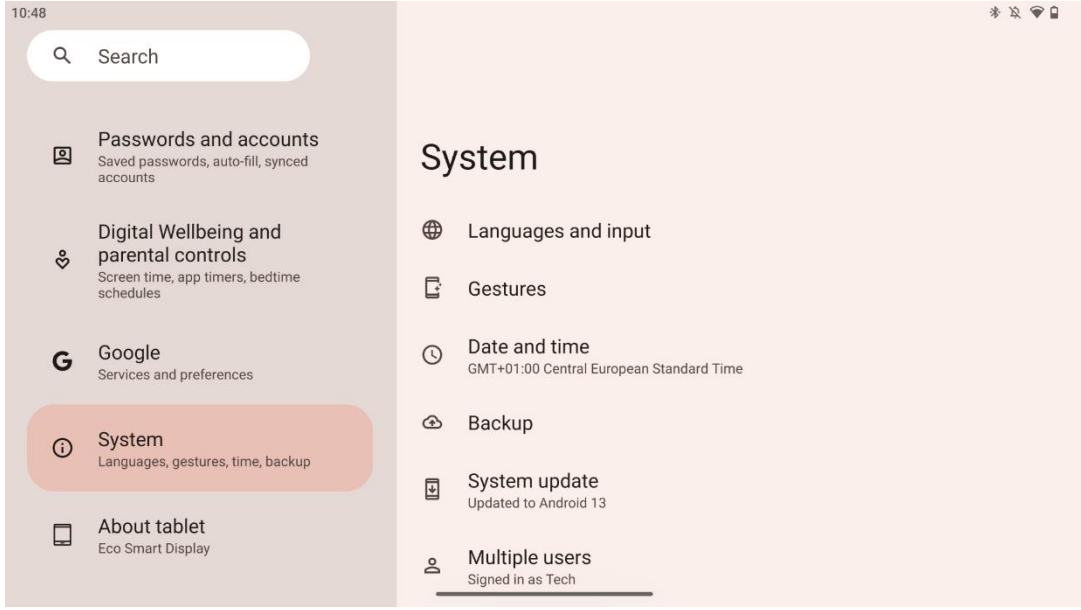 10:48
Search
Passwords and accounts
Saved passwords, auto-fill, synced
accounts
Digital Wellbeing and
parental controls
Screen time, app timers, bedtime
schedules
Google
Services and preferences
System
Languages, gestures, time, backup
About tablet
Eco Smart Display
System
Languages and input
Gestures
Date and time
GMT+01:00 Central European Standard Time
Backup
System update
Updated to Android 13
Multiple users
Signed in as Tech